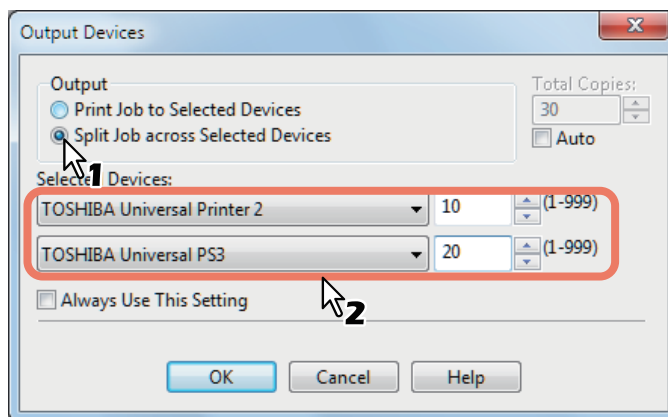 Output Devices
Output
Print Job to Selected Devices
Split Job across Selected Devices
Total Copies:
30
Auto
1
Selected Devices:
TOSHIBA Universal Printer 2 10 (1-999)
TOSHIBA Universal PS3 20 (1-999)
Always Use This Setting
2
OK Cancel Help